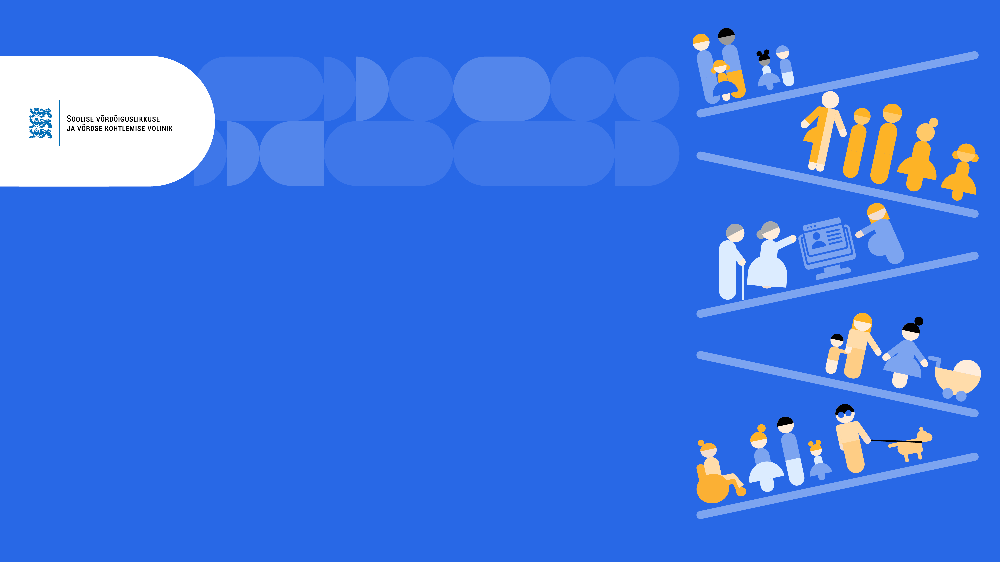 SOOLISE VÕRDÕIGUSLIKKUSE
JA VÕRDSE KOHTLEMISE VOLINIK